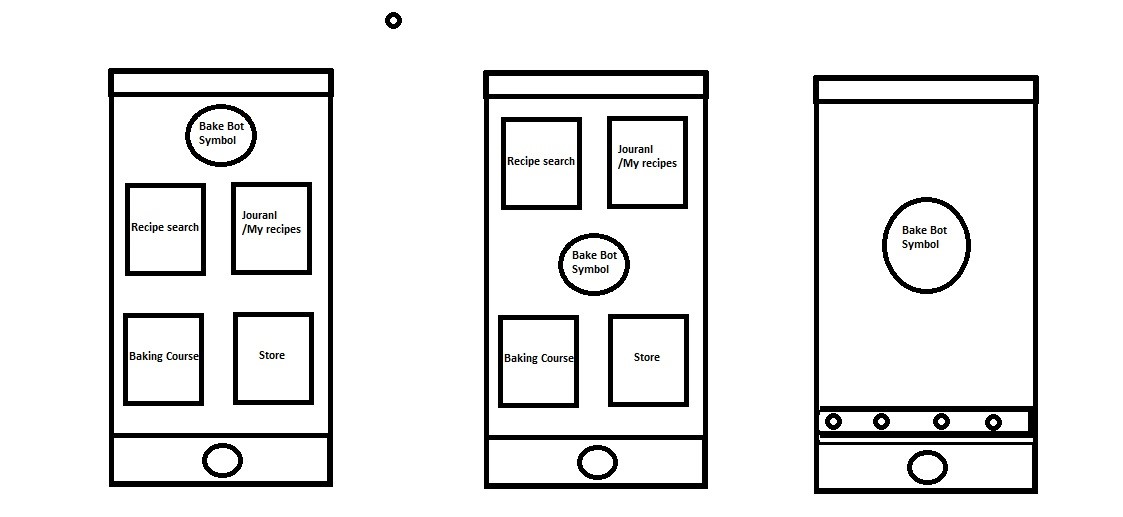 Bake Bot
Symbol
Recipe search
Jouranl
/My recipes
Baking Course
Store
Recipe search
Jouranl
/My recipes
Bake Bot
Symbol
Baking Course
Store
Bake Bot
Symbol